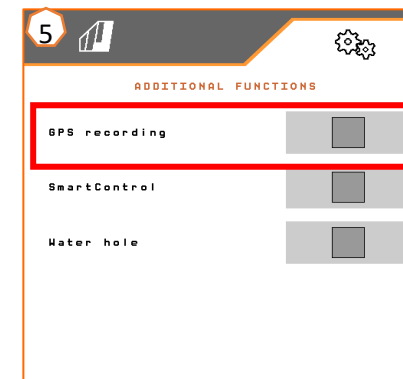 5
ADDITIONAL FUNCTIONS
GPS recording
SmartControl
Water hole